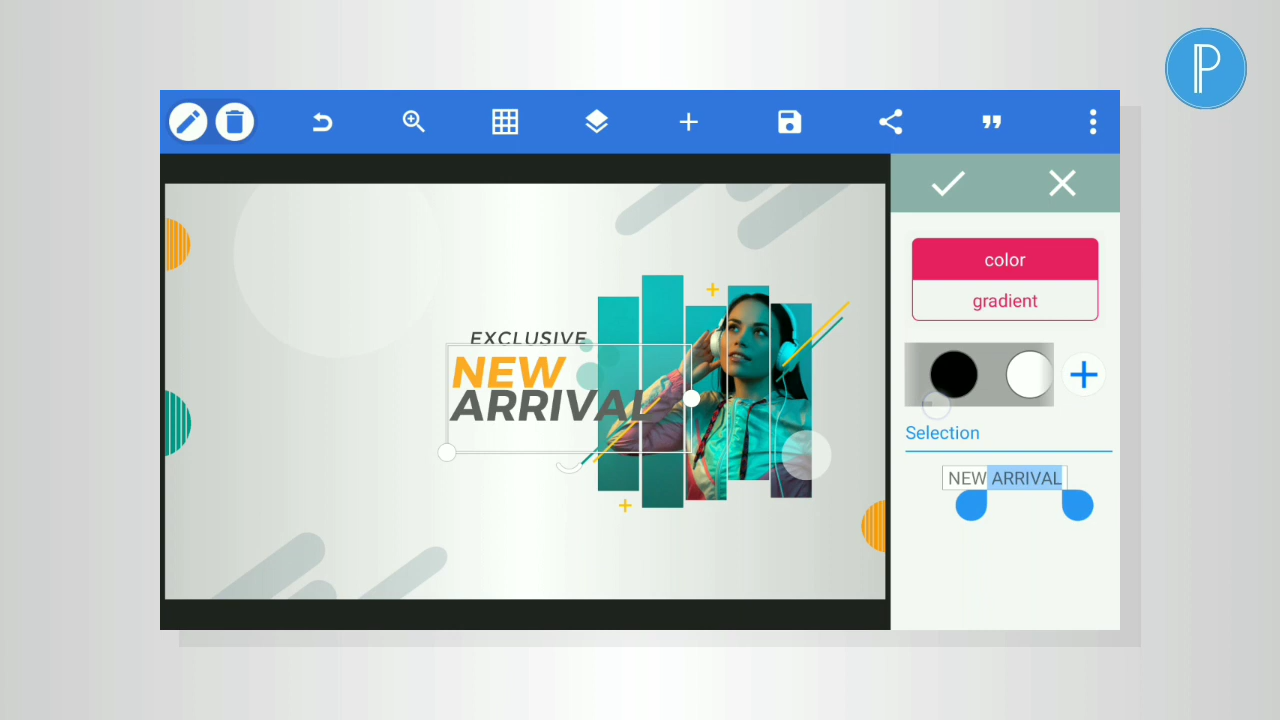 EXCLUSIVE
NEW
ARRIVAL
color
gradient
Selection
NEW ARRIVAL